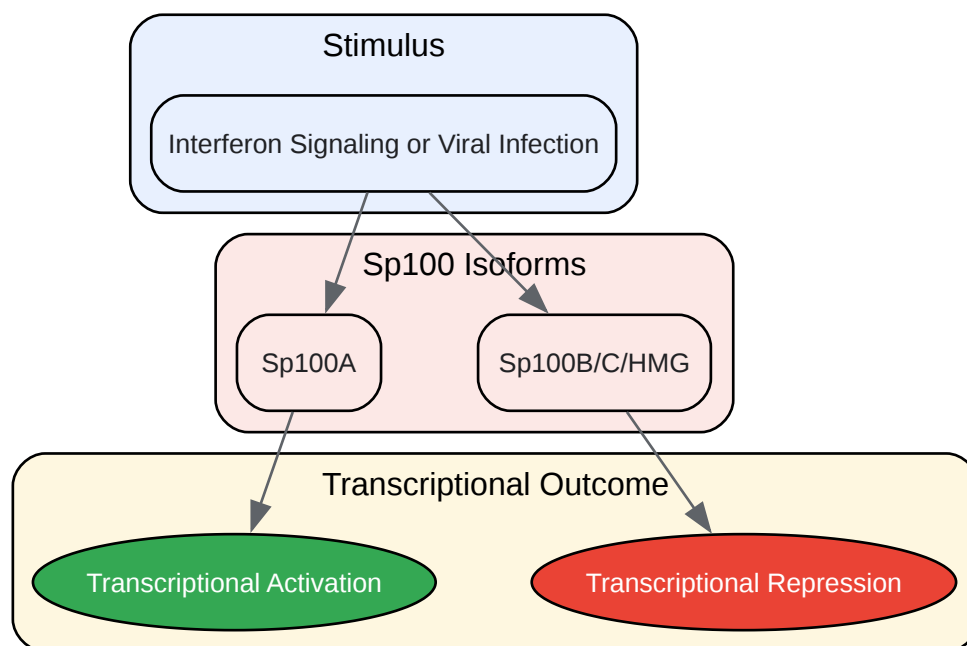 Stimulus
Interferon Signaling or Viral Infection
Sp100 Isoforms
Sp100A
Sp100B/C/HMG
Transcriptional Outcome
Transcriptional Activation
Transcriptional Repression